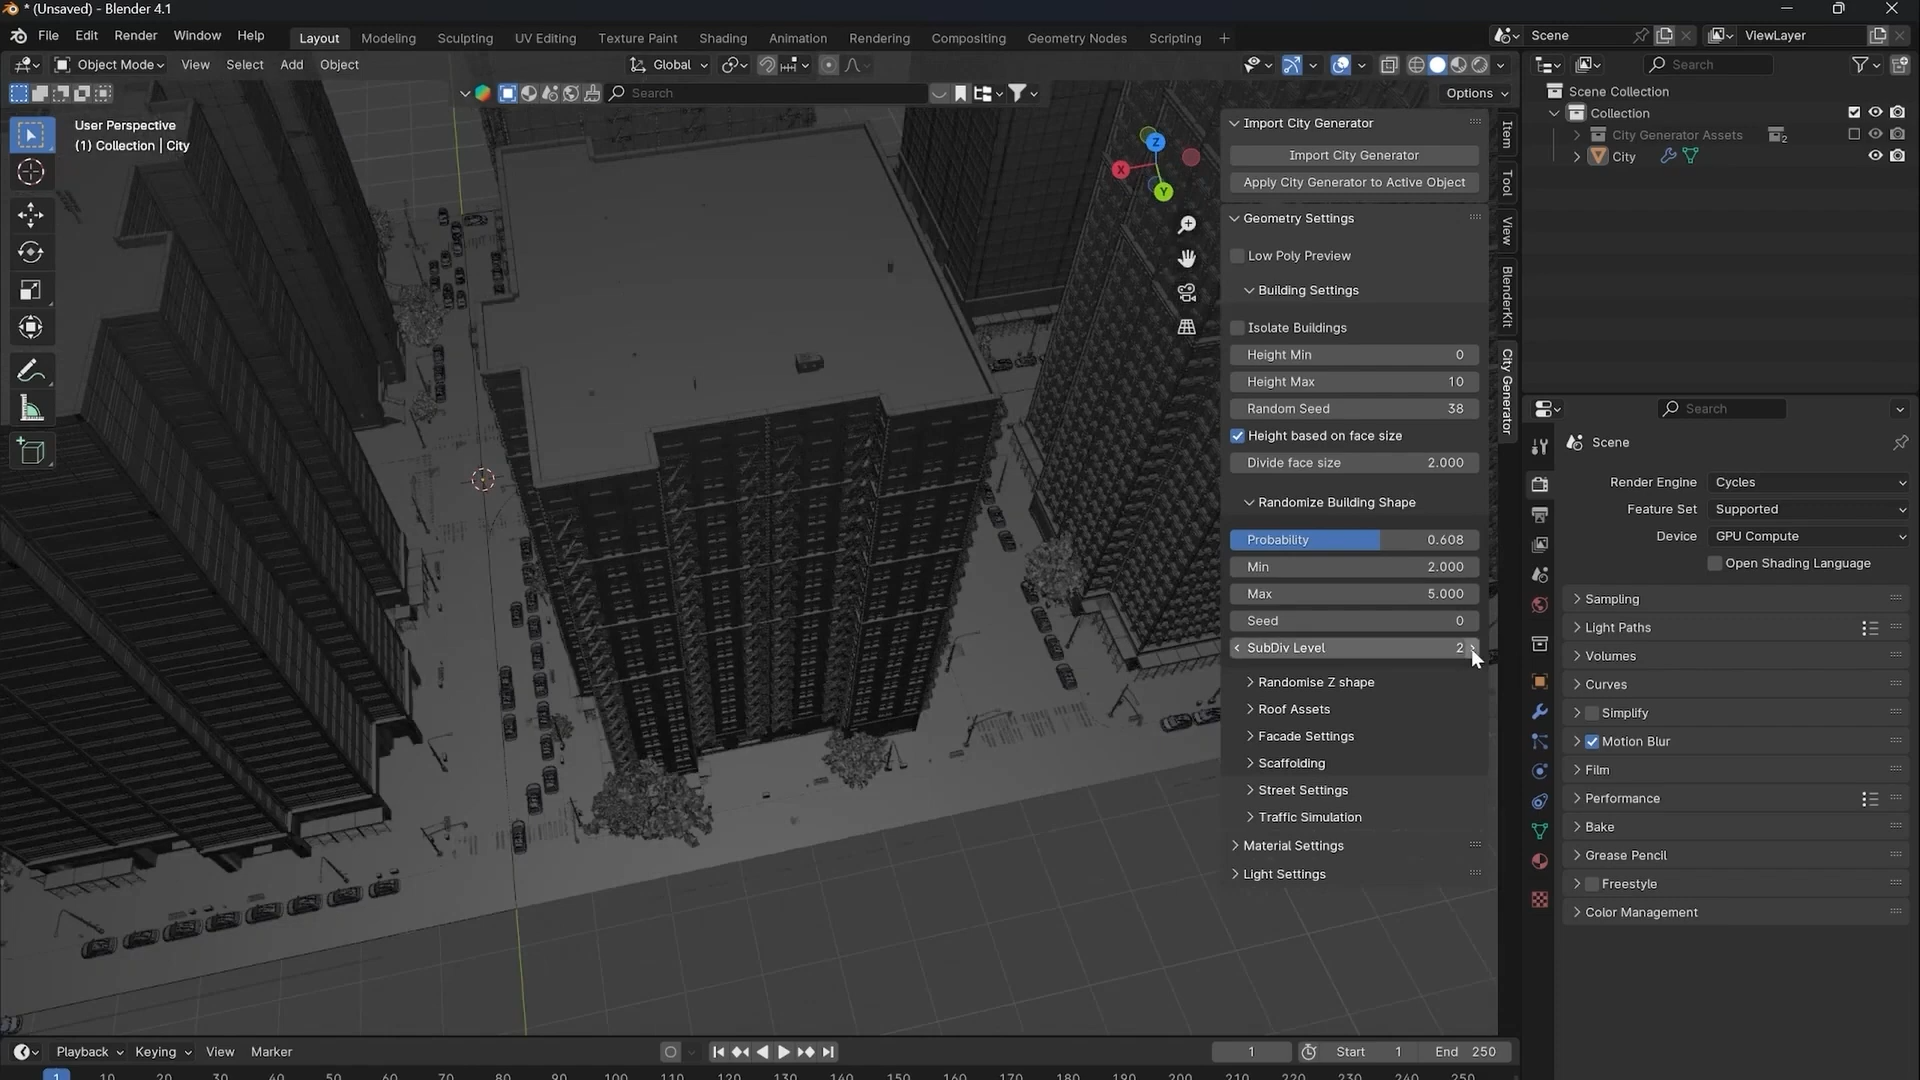 * (Unsaved) - Blender 4.1
File Edit Render Window Help Layout Modeling Sculpting UV Editing Texture Paint Shading Animation Rendering Compositing Geometry Nodes Scripting + Scene ViewLayer
Object Mode View Select Add Object Global Search
Search Options
User Perspective
(1) Collection | City
Z
X
Y
Import City Generator
Import City Generator
Apply City Generator to Active Object
Geometry Settings
Low Poly Preview
Building Settings
Isolate Buildings
Height Min 0
Height Max 10
Random Seed 38
Height based on face size
Divide face size 2.000
Randomize Building Shape
Probability 0.608
Min 2.000
Max 5.000
Seed 0
SubDiv Level 2
Randomise Z shape
Roof Assets
Facade Settings
Scaffolding
Street Settings
Traffic Simulation
Material Settings
Light Settings
Item
Tool
View
BlenderKit
City Generator
Scene Collection
Collection
City Generator Assets 2
City
Search
Scene
Render Engine Cycles
Feature Set Supported
Device GPU Compute
Open Shading Language
Sampling
Light Paths
Volumes
Curves
Simplify
Motion Blur
Film
Performance
Bake
Grease Pencil
Freestyle
Color Management
Playback Keying View Marker 1 Start 1 End 250
1 10 20 30 40 50 60 70 80 90 100 110 120 130 140 150 160 170 180 190 200 210 220 230 240 250